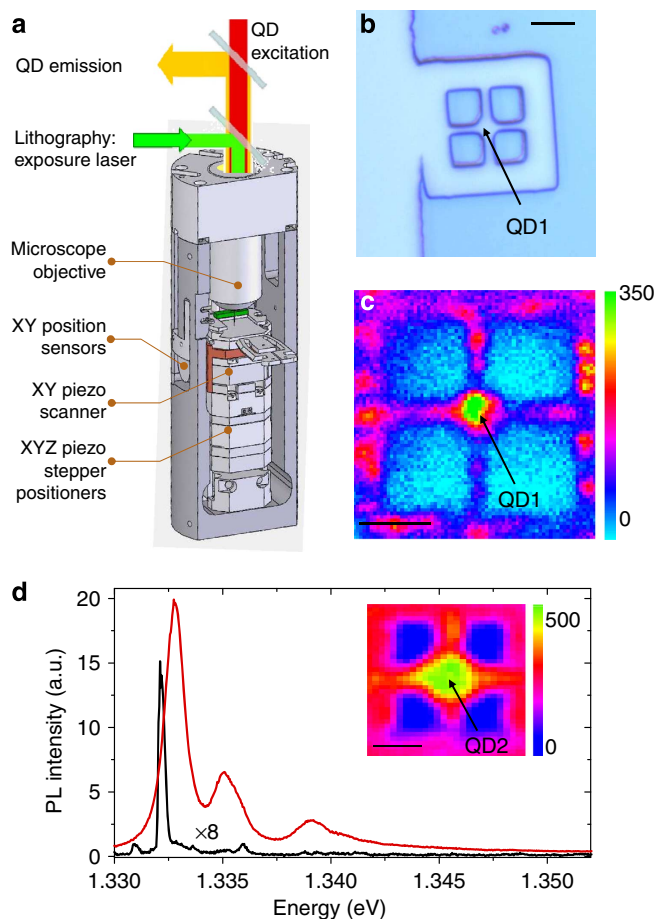 a
QD
excitation
QD emission
Lithography:
exposure laser
Microscope
objective
XY position
sensors
XY piezo
scanner
XYZ piezo
stepper
positioners
b
QD1
c
QD1
350
0
d
20
15
10
5
0
PL intensity (a.u.)
×8
500
0
QD2
1.330
1.335
1.340
1.345
1.350
Energy (eV)